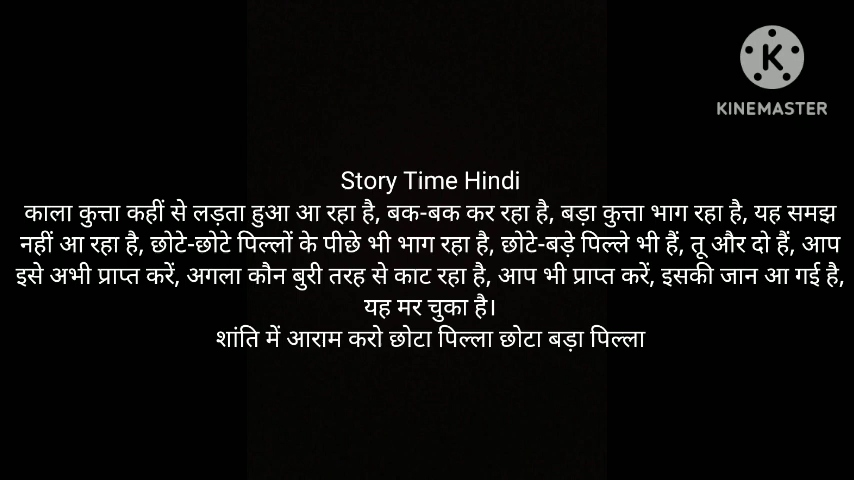 KINEMASTER
Story Time Hindi
काला कुत्ता कहीं से लड़ता हुआ आ रहा है, बक-बक कर रहा है, बड़ा कुत्ता भाग रहा है, यह समझ
नहीं आ रहा है, छोटे-छोटे पिल्लों के पीछे भी भाग रहा है, छोटे-बड़े पिल्ले भी हैं, तू और दो हैं, आप
इसे अभी प्राप्त करें, अगला कौन बुरी तरह से काट रहा है, आप भी प्राप्त करें, इसकी जान आ गई है,
यह मर चुका है।
शांति में आराम करो छोटा पिल्ला छोटा बड़ा पिल्ला